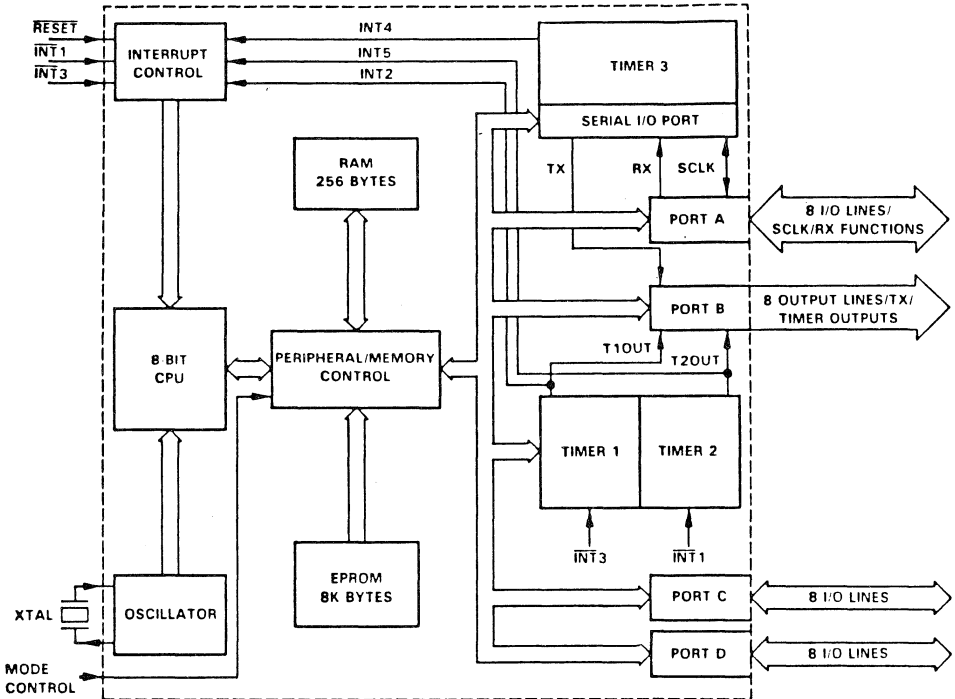 RESET
INT1
INT3
INTERRUPT
CONTROL
INT4
INT5
INT2
TIMER 3
SERIAL I/O PORT
RAM
256 BYTES
TX
RX
SCLK
PORT A
8 I/O LINES/
SCLK/RX FUNCTIONS
PORT B
8 OUTPUT LINES/TX/
TIMER OUTPUTS
8-BIT
CPU
PERIPHERAL/MEMORY
CONTROL
T1OUT
T2OUT
TIMER 1
TIMER 2
INT3
INT1
EPROM
8K BYTES
XTAL
OSCILLATOR
PORT C
8 I/O LINES
PORT D
8 I/O LINES
MODE
CONTROL